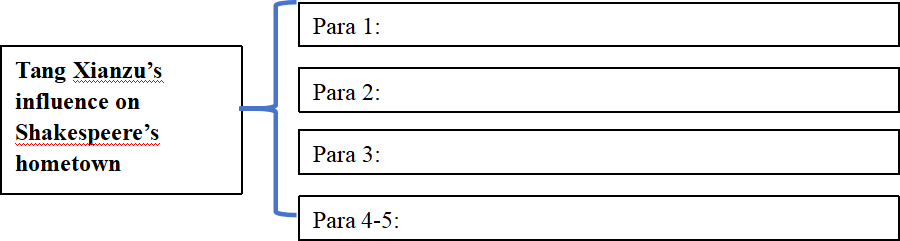 Tang Xianzu’s
influence on
Shakespeere’s
hometown
Para 1:
Para 2:
Para 3:
Para 4-5: